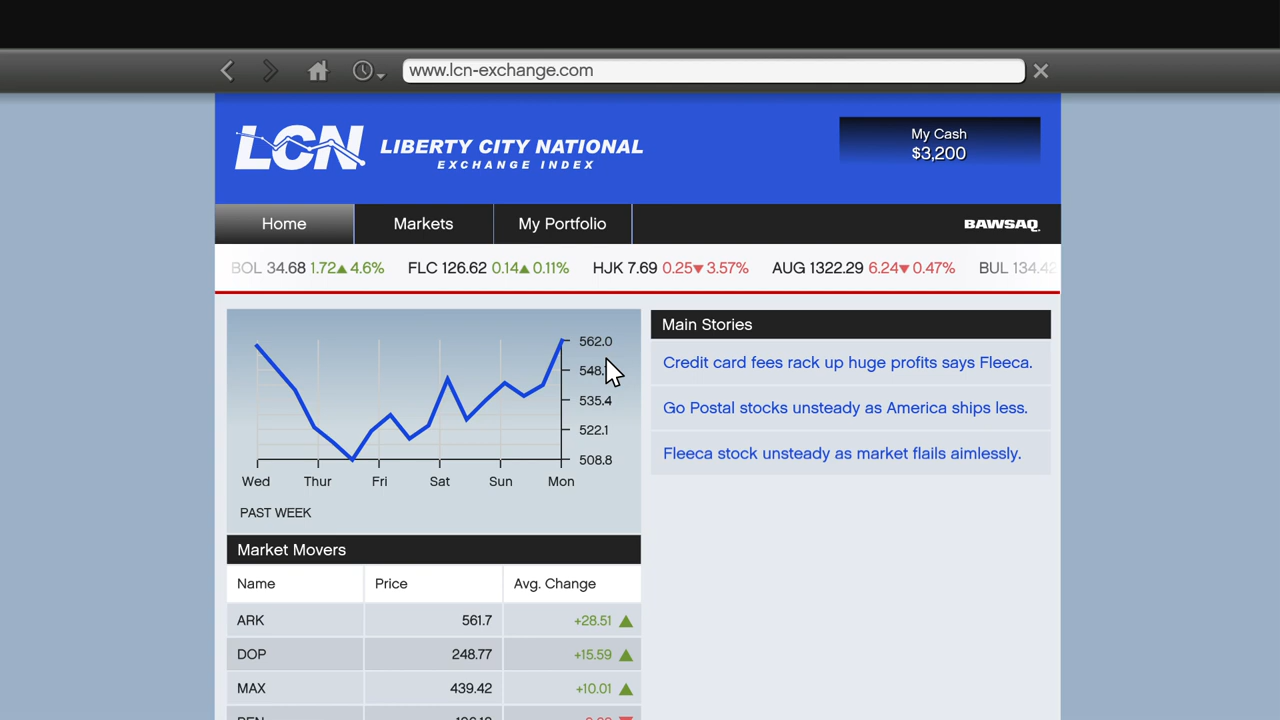 www.lcn-exchange.com
LCN LIBERTY CITY NATIONAL
EXCHANGE INDEX
My Cash
$3,200
Home Markets My Portfolio BAWSAQ
BOL 34.68 1.72▲4.6% FLC 126.62 0.14▲0.11% HJK 7.69 0.25▼3.57% AUG 1322.29 6.24▼0.47% BUL 134.42
562.0
548.
535.4
522.1
508.8
Wed Thur Fri Sat Sun Mon
PAST WEEK
Main Stories
Credit card fees rack up huge profits says Fleeca.
Go Postal stocks unsteady as America ships less.
Fleeca stock unsteady as market flails aimlessly.
Market Movers
Name Price Avg. Change
ARK 561.7 +28.51 ▲
DOP 248.77 +15.59 ▲
MAX 439.42 +10.01 ▲